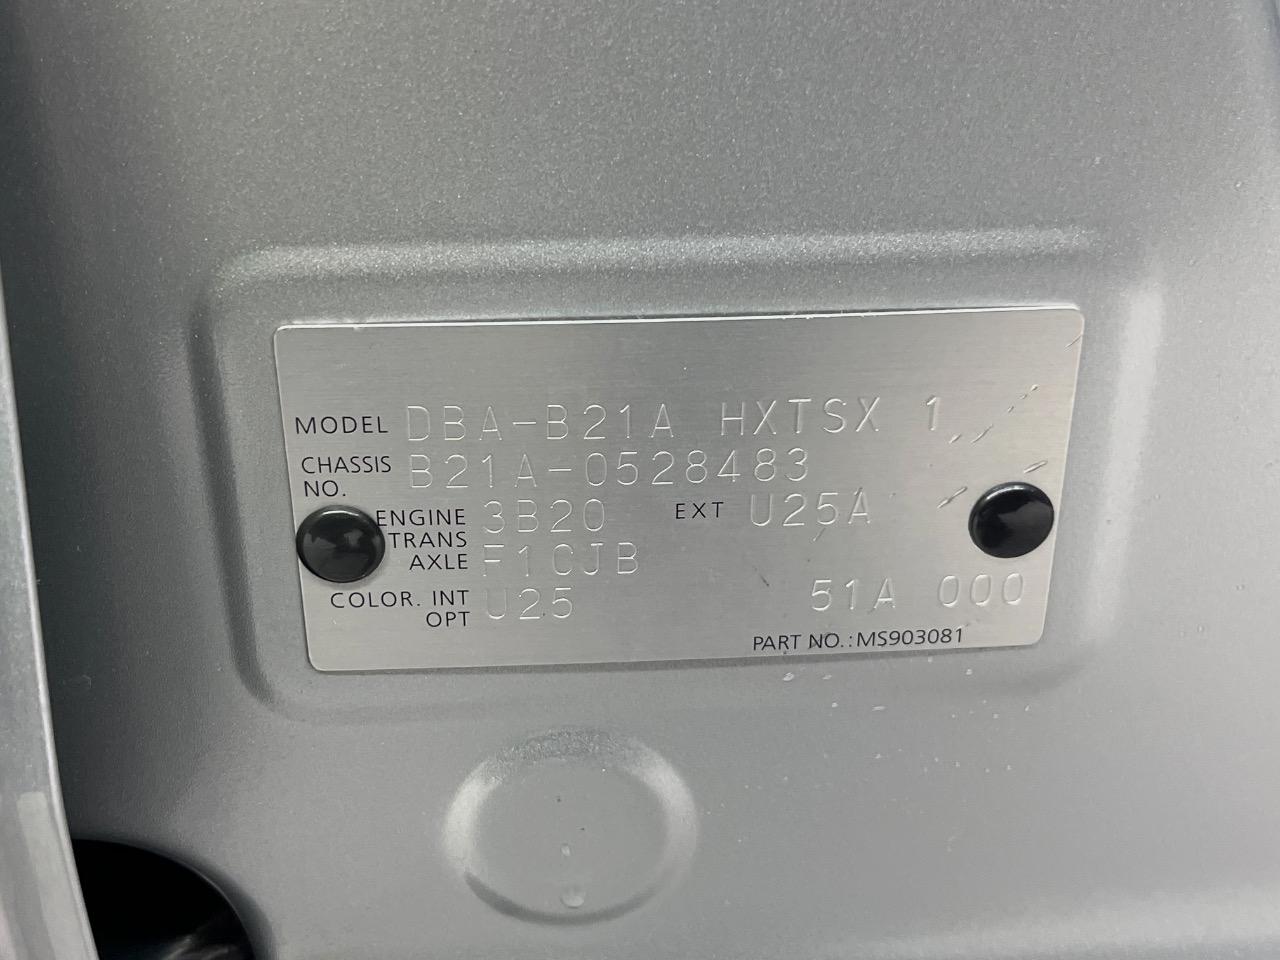 MODEL DBA-B21A HXTSX 1
CHASSIS NO. B21A-0528483
ENGINE 3B20 EXT U25A
TRANS AXLE F1CJB
COLOR. INT OPT U25 51A 000
PART NO.: MS903081